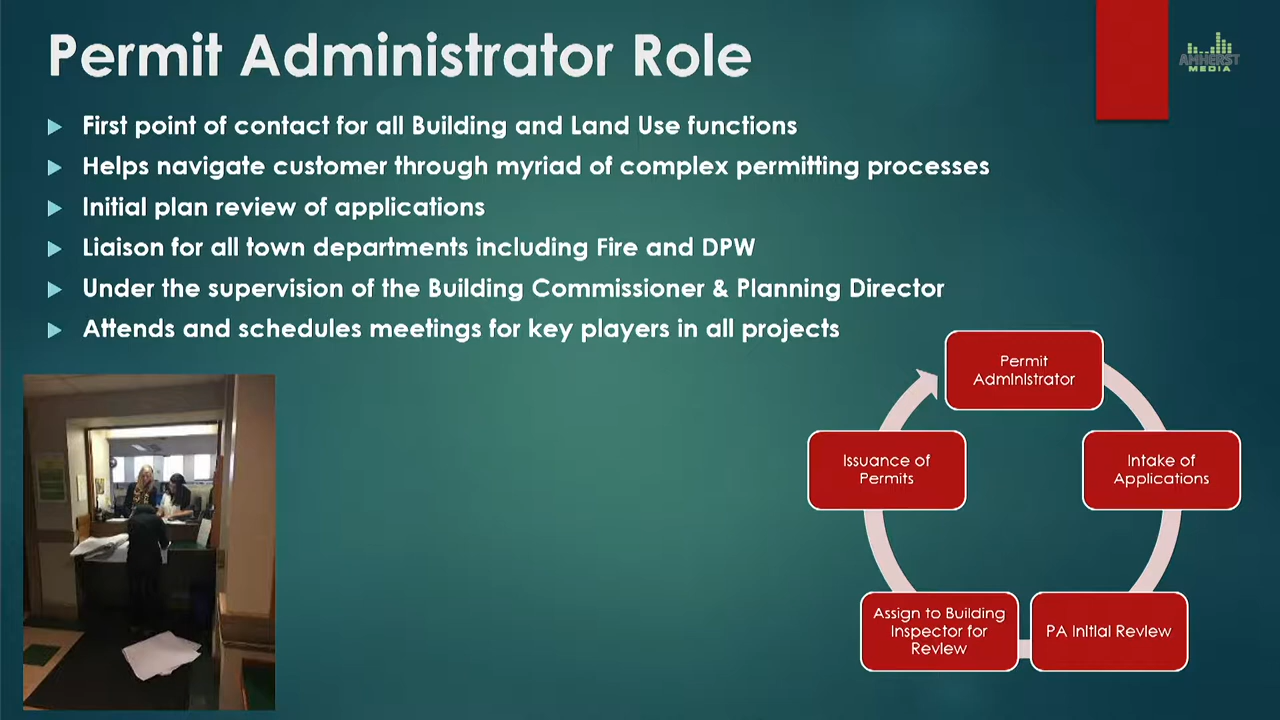 Permit Administrator Role
AMHERST
MEDIA
First point of contact for all Building and Land Use functions
Helps navigate customer through myriad of complex permitting processes
Initial plan review of applications
Liaison for all town departments including Fire and DPW
Under the supervision of the Building Commissioner & Planning Director
Attends and schedules meetings for key players in all projects
Permit
Administrator
Intake of
Applications
PA Initial Review
Assign to Building
Inspector for
Review
Issuance of
Permits